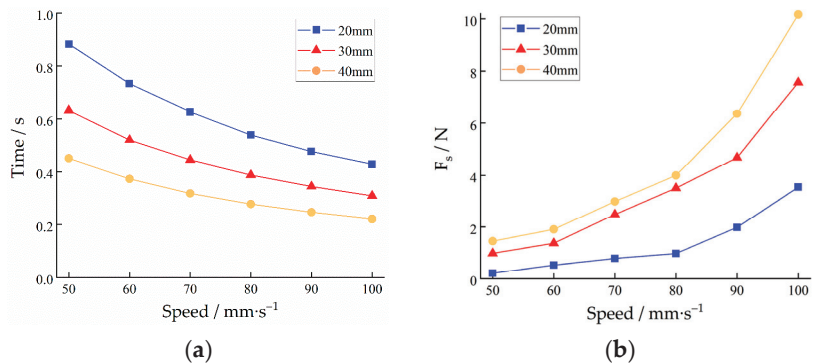 1.0
0.8
0.6
0.4
0.2
0.0
Time / s
20mm
30mm
40mm
50 60 70 80 90 100
Speed / mm·s⁻¹
(a)
10
8
6
4
2
0
Fₛ / N
20mm
30mm
40mm
50 60 70 80 90 100
Speed / mm·s⁻¹
(b)